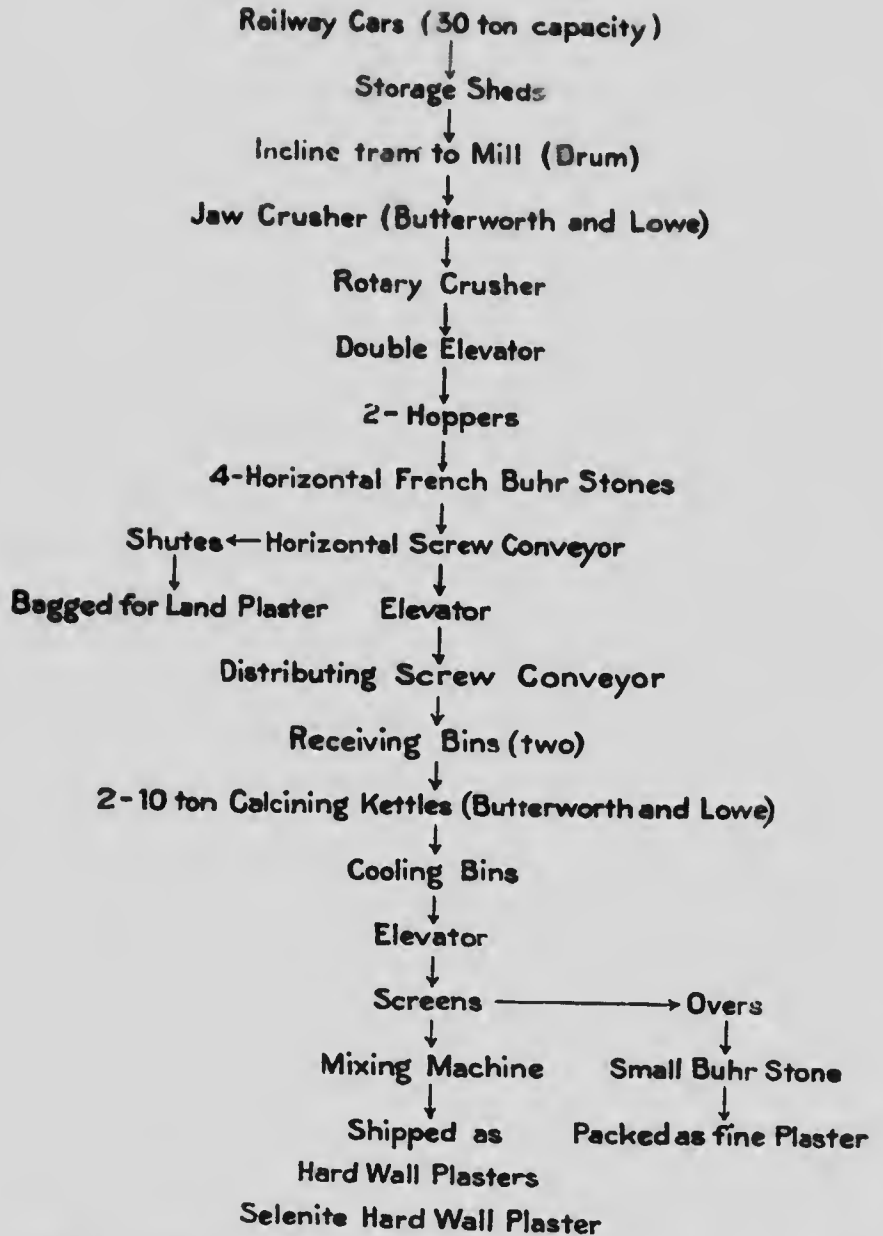 Railway Cars (30 ton capacity)
Storage Sheds
Incline tram to Mill (Drum)
Jaw Crusher (Butterworth and Lowe)
Rotary Crusher
Double Elevator
2-Hoppers
4-Horizontal French Buhr Stones
Shutes ← Horizontal Screw Conveyor
Bagged for Land Plaster Elevator
Distributing Screw Conveyor
Receiving Bins (two)
2-10 ton Calcining Kettles (Butterworth and Lowe)
Cooling Bins
Elevator
Screens → Overs
Mixing Machine Small Buhr Stone
Shipped as Packed as fine Plaster
Hard Wall Plasters
Selenite Hard Wall Plaster